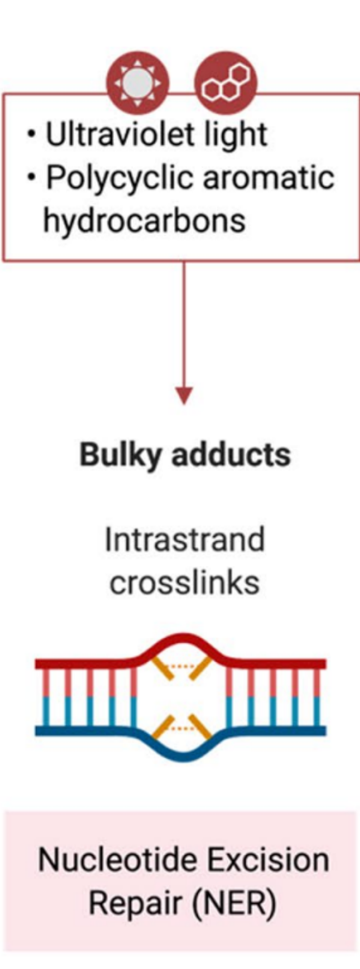 • Ultraviolet light
• Polycyclic aromatic
hydrocarbons
Bulky adducts
Intrastrand
crosslinks
Nucleotide Excision
Repair (NER)